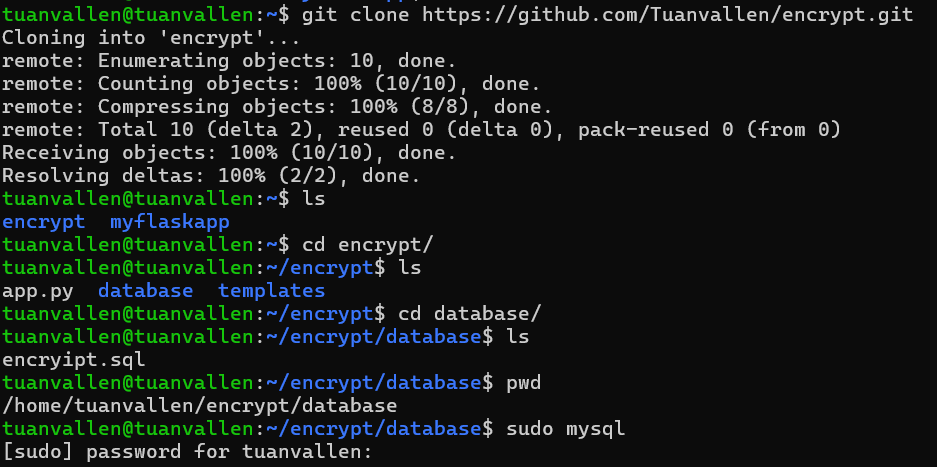 tuanvallen@tuanvallen:~$ git clone https://github.com/Tuanvallen/encrypt.git
Cloning into 'encrypt'...
remote: Enumerating objects: 10, done.
remote: Counting objects: 100% (10/10), done.
remote: Compressing objects: 100% (8/8), done.
remote: Total 10 (delta 2), reused 0 (delta 0), pack-reused 0 (from 0)
Receiving objects: 100% (10/10), done.
Resolving deltas: 100% (2/2), done.
tuanvallen@tuanvallen:~$ ls
encrypt  myflaskapp
tuanvallen@tuanvallen:~$ cd encrypt/
tuanvallen@tuanvallen:~/encrypt$ ls
app.py  database  templates
tuanvallen@tuanvallen:~/encrypt$ cd database/
tuanvallen@tuanvallen:~/encrypt/database$ ls
encryipt.sql
tuanvallen@tuanvallen:~/encrypt/database$ pwd
/home/tuanvallen/encrypt/database
tuanvallen@tuanvallen:~/encrypt/database$ sudo mysql
[sudo] password for tuanvallen: